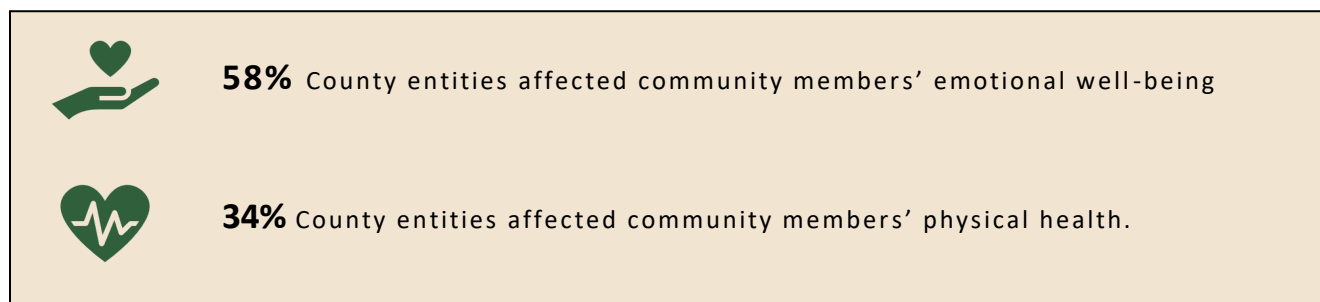 58% County entities affected community members’ emotional well-being
34% County entities affected community members’ physical health.